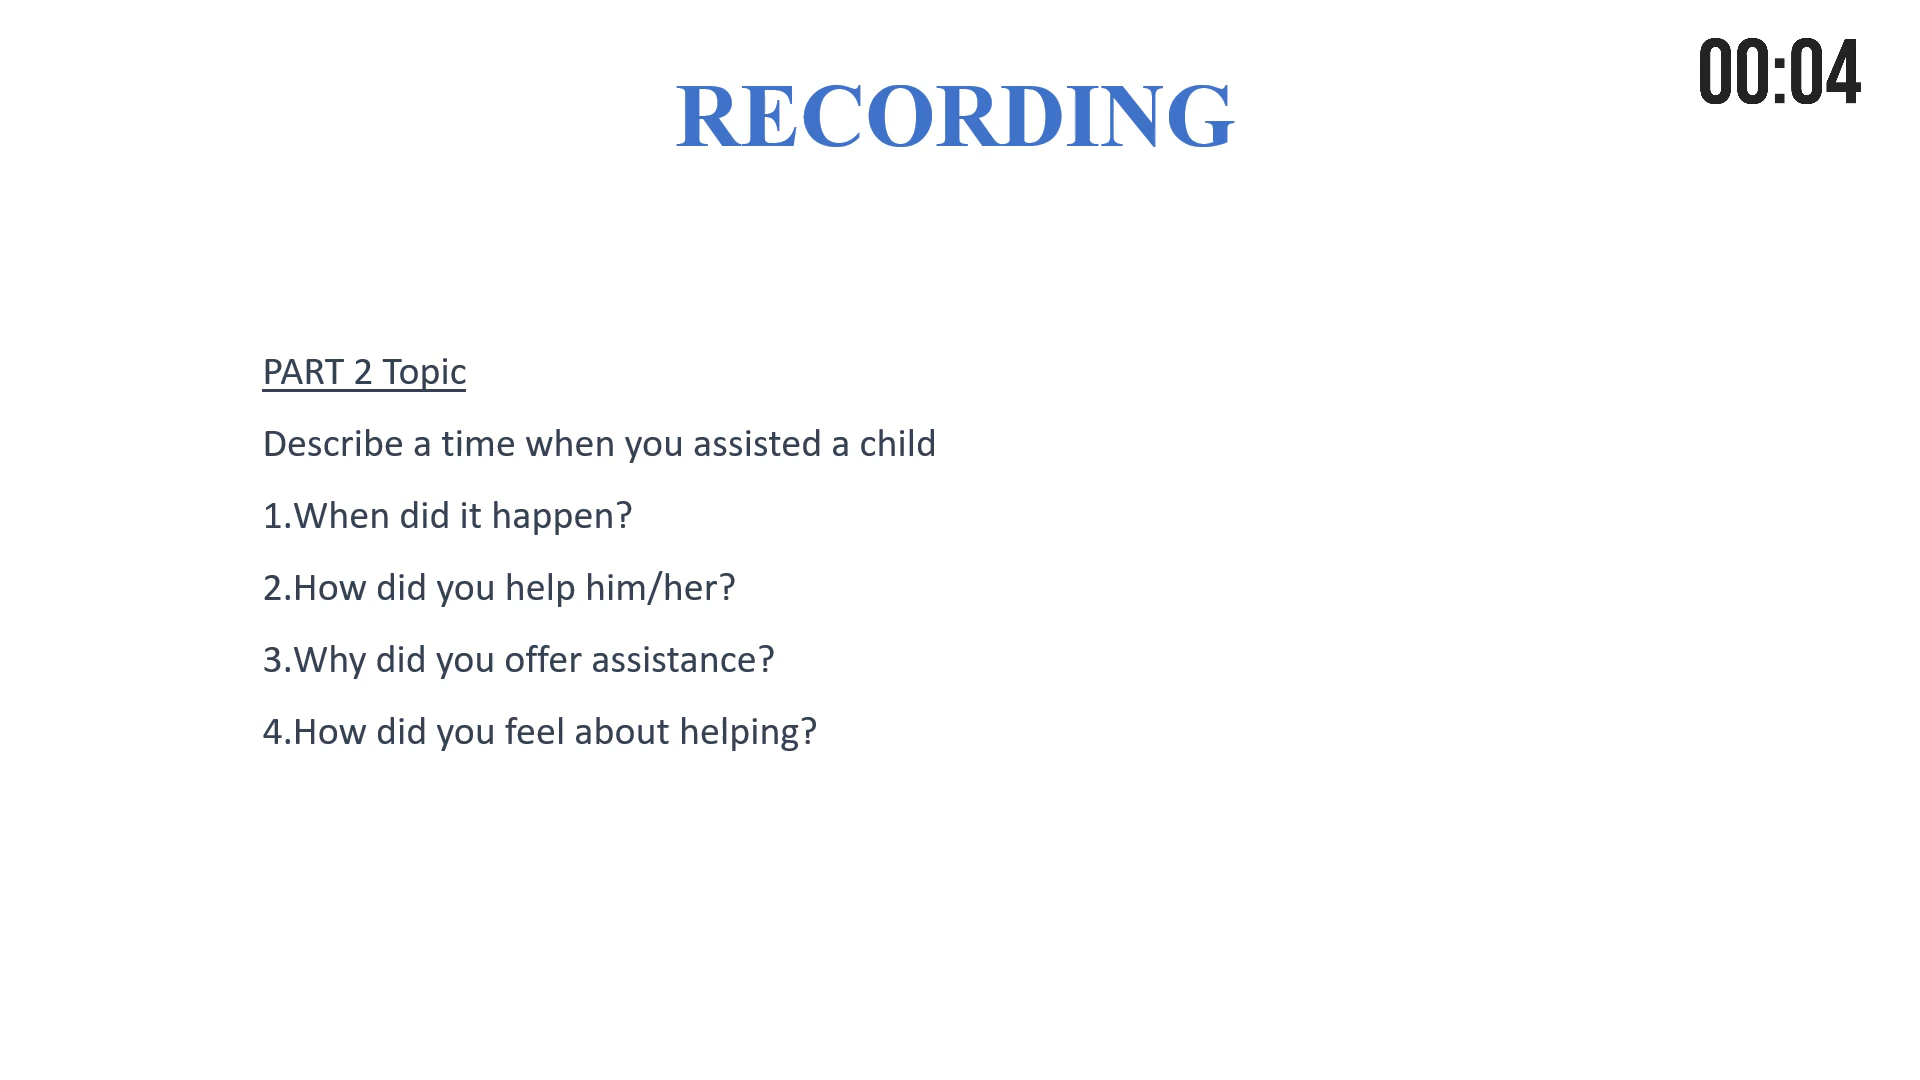 00:04
RECORDING
PART 2 Topic
Describe a time when you assisted a child
1.When did it happen?
2.How did you help him/her?
3.Why did you offer assistance?
4.How did you feel about helping?